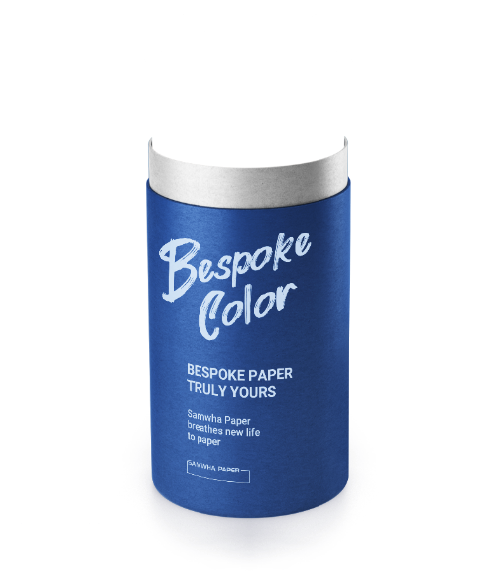 Bespoke
Color
BESPOKE PAPER
TRULY YOURS
Samwha Paper
breathes new life
to paper
SAMWHA PAPER